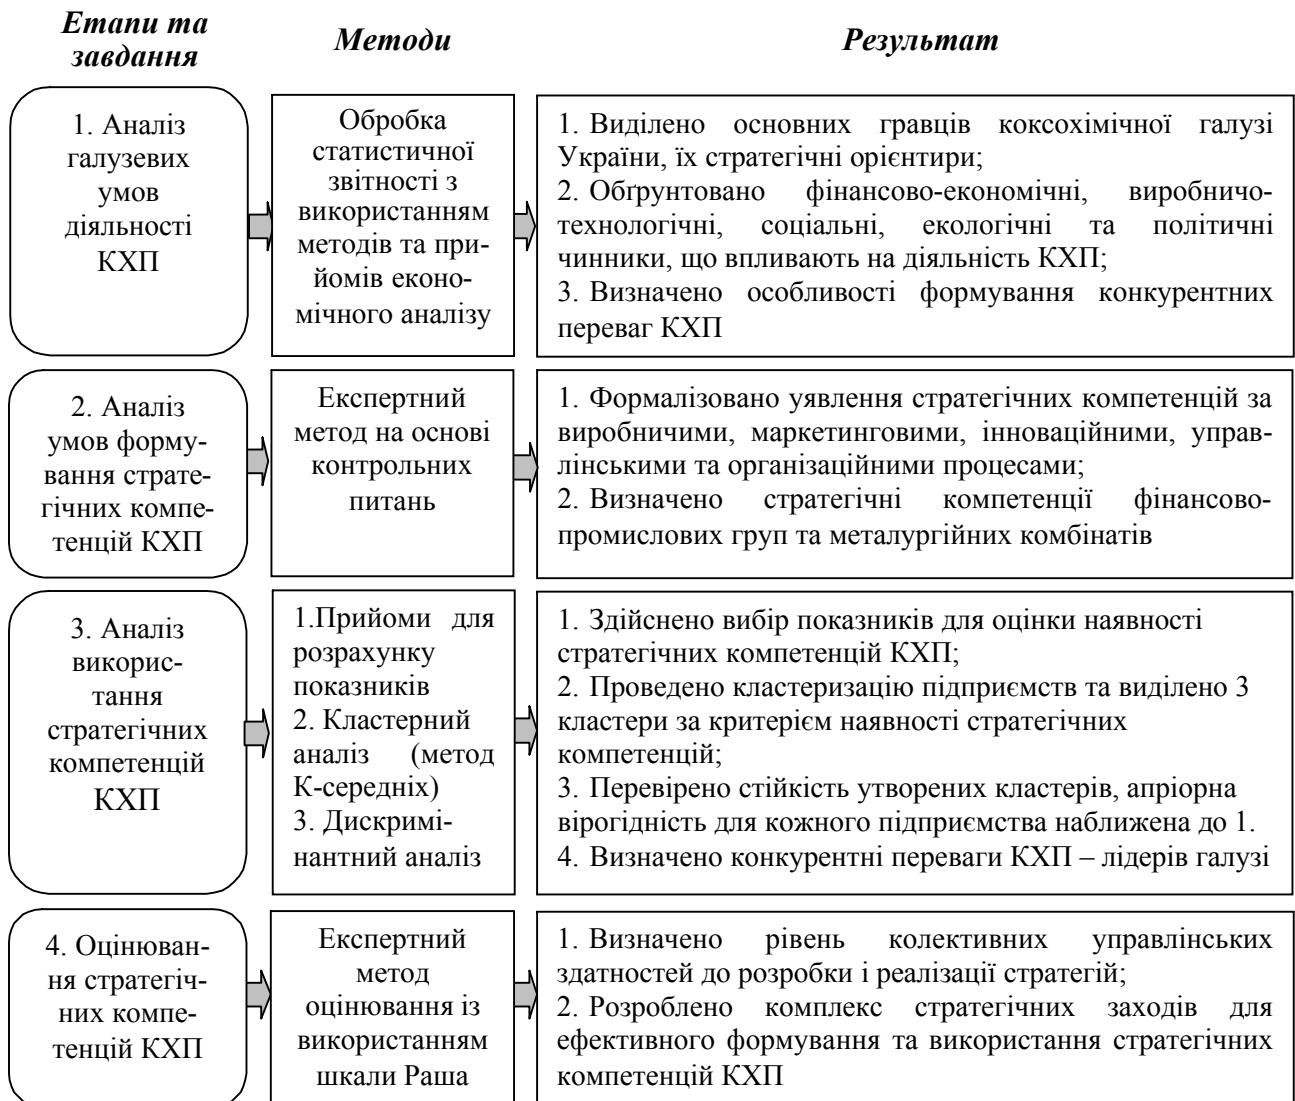 Етапи та
завдання
Методи
Результат
1. Аналіз
галузевих
умов
діяльності
КХП
Обробка
статистичної
звітності з
використанням
методів та при-
йомів еконо-
мічного аналізу
1. Виділено основних гравців коксохімічної галузі
України, їх стратегічні орієнтири;
2. Обґрунтовано фінансово-економічні, виробничо-
технологічні, соціальні, екологічні та політичні
чинники, що впливають на діяльність КХП;
3. Визначено особливості формування конкурентних
переваг КХП
2. Аналіз
умов форму-
вання страте-
гічних компе-
тенцій КХП
Експертний
метод на основі
контрольних
питань
1. Формалізовано уявлення стратегічних компетенцій за
виробничими, маркетинговими, інноваційними, управ-
лінськими та організаційними процесами;
2. Визначено стратегічні компетенції фінансово-
промислових груп та металургійних комбінатів
3. Аналіз
викорис-
тання
стратегічних
компетенцій
КХП
1.Прийоми для
розрахунку
показників
2. Кластерний
аналіз (метод
К-середніх)
3. Дискримі-
нантний аналіз
1. Здійснено вибір показників для оцінки наявності
стратегічних компетенцій КХП;
2. Проведено кластеризацію підприємств та виділено 3
кластери за критерієм наявності стратегічних
компетенцій;
3. Перевірено стійкість утворених кластерів, апріорна
вірогідність для кожного підприємства наближена до 1.
4. Визначено конкурентні переваги КХП – лідерів галузі
4. Оцінюван-
ня стратегіч-
них компе-
тенцій КХП
Експертний
метод
оцінювання із
використанням
шкали Раша
1. Визначено рівень колективних управлінських
здатностей до розробки і реалізації стратегій;
2. Розроблено комплекс стратегічних заходів для
ефективного формування та використання стратегічних
компетенцій КХП